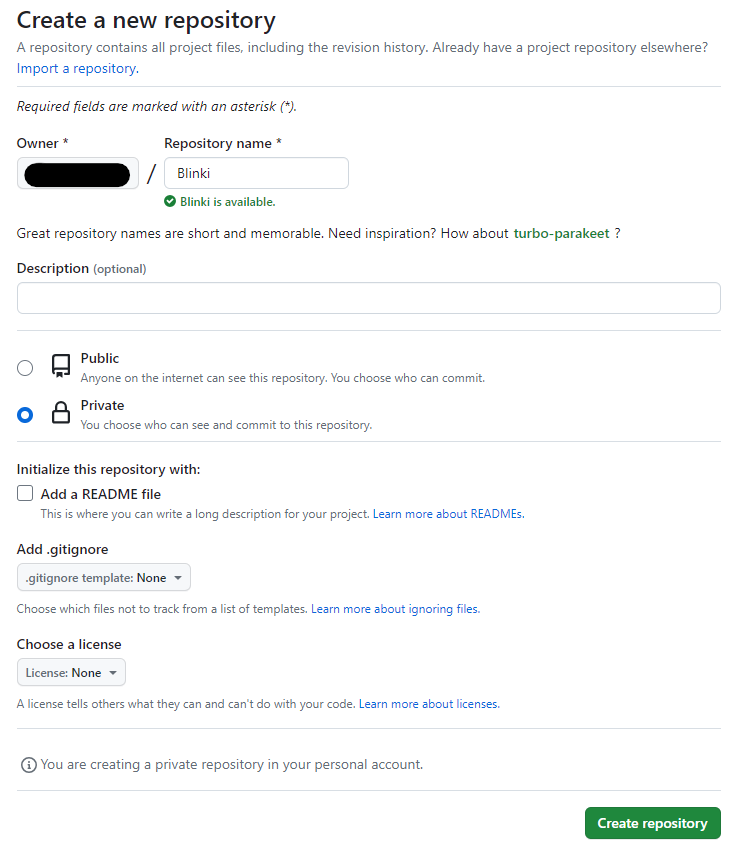 Create a new repository
A repository contains all project files, including the revision history. Already have a project repository elsewhere?
Import a repository.
Required fields are marked with an asterisk (*).
Owner * Repository name *
/ Blinki
Blinki is available.
Great repository names are short and memorable. Need inspiration? How about turbo-parakeet ?
Description (optional)
Public
Anyone on the internet can see this repository. You choose who can commit.
Private
You choose who can see and commit to this repository.
Initialize this repository with:
Add a README file
This is where you can write a long description for your project. Learn more about READMEs.
Add .gitignore
.gitignore template: None
Choose which files not to track from a list of templates. Learn more about ignoring files.
Choose a license
License: None
A license tells others what they can and can't do with your code. Learn more about licenses.
You are creating a private repository in your personal account.
Create repository